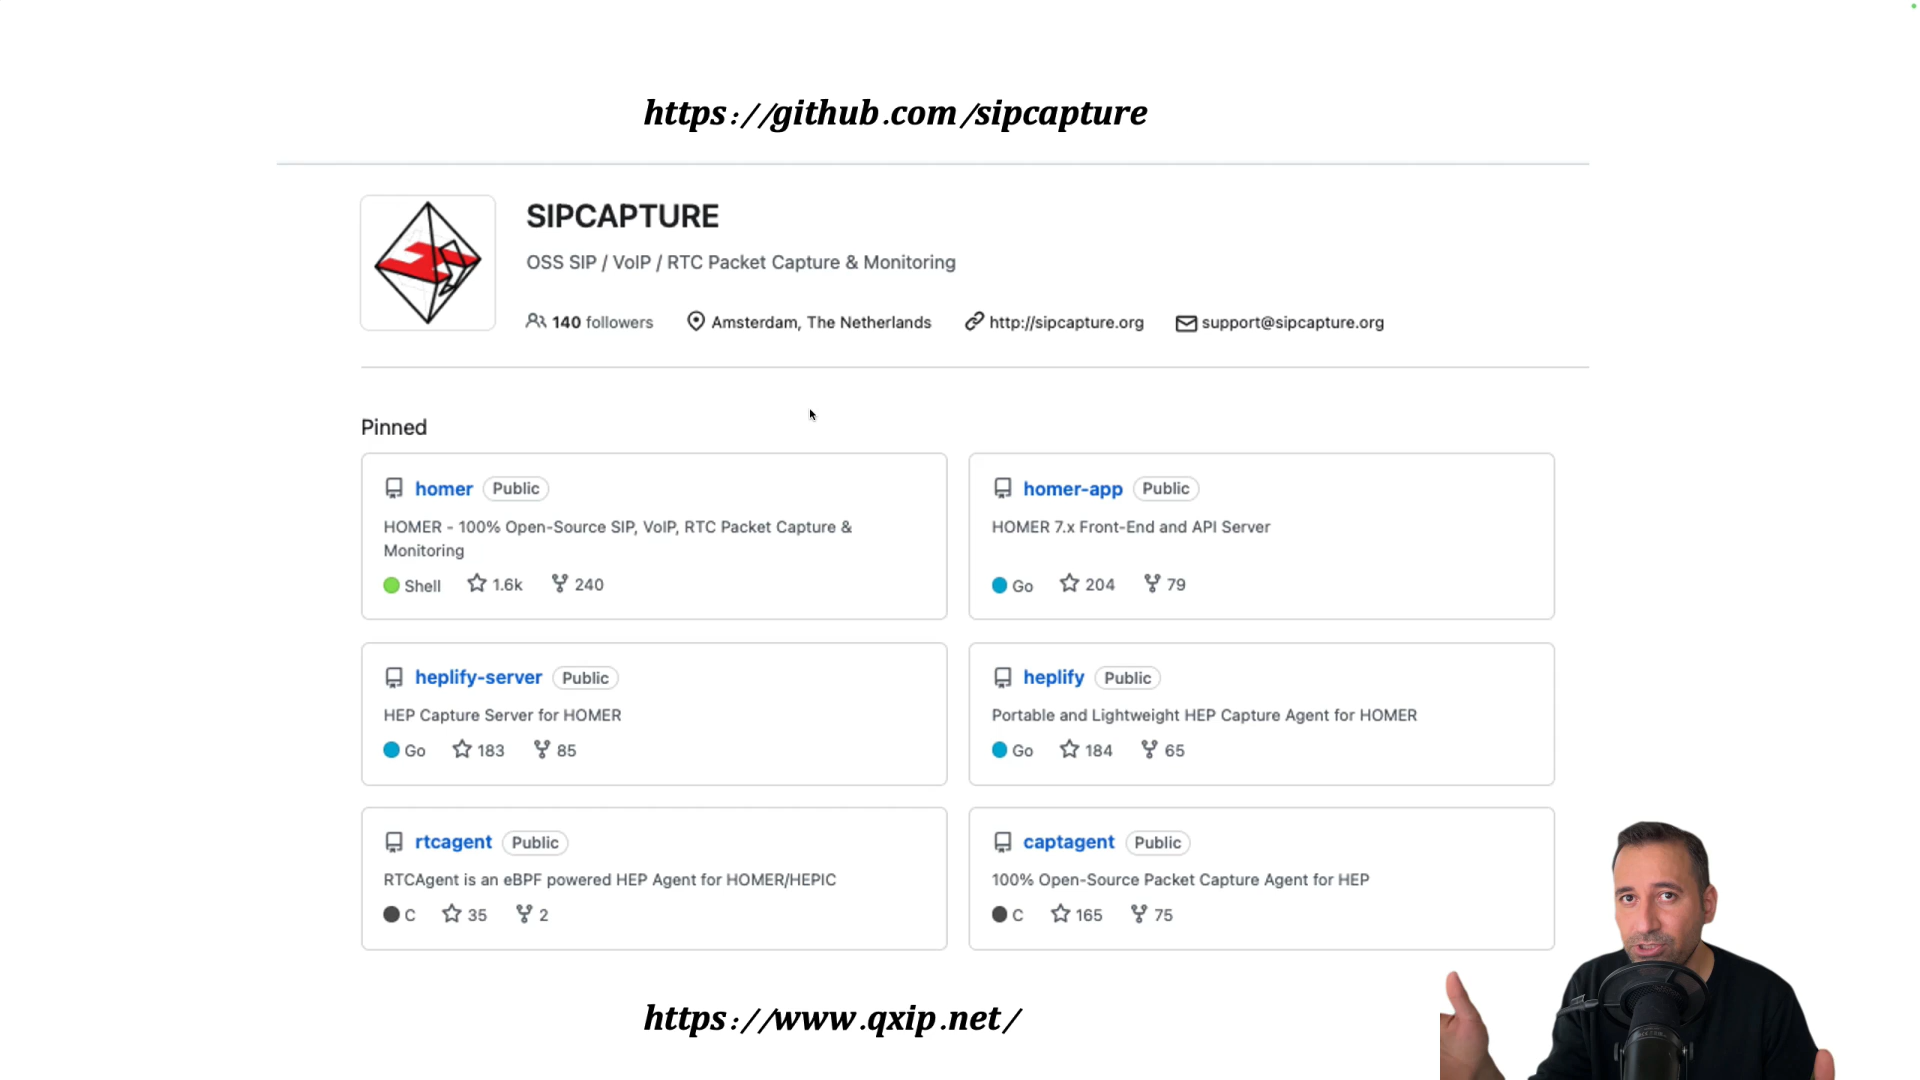 https://github.com/sipcapture
SIPCAPTURE
OSS SIP / VoIP / RTC Packet Capture & Monitoring
140 followers
Amsterdam, The Netherlands
http://sipcapture.org
support@sipcapture.org
Pinned
homer Public
HOMER - 100% Open-Source SIP, VoIP, RTC Packet Capture &
Monitoring
Shell 1.6k 240
homer-app Public
HOMER 7.x Front-End and API Server
Go 204 79
heplify-server Public
HEP Capture Server for HOMER
Go 183 85
heplify Public
Portable and Lightweight HEP Capture Agent for HOMER
Go 184 65
rtcagent Public
RTCAgent is an eBPF powered HEP Agent for HOMER/HEPIC
C 35 2
captagent Public
100% Open-Source Packet Capture Agent for HEP
C 165 75
https://www.qxip.net/